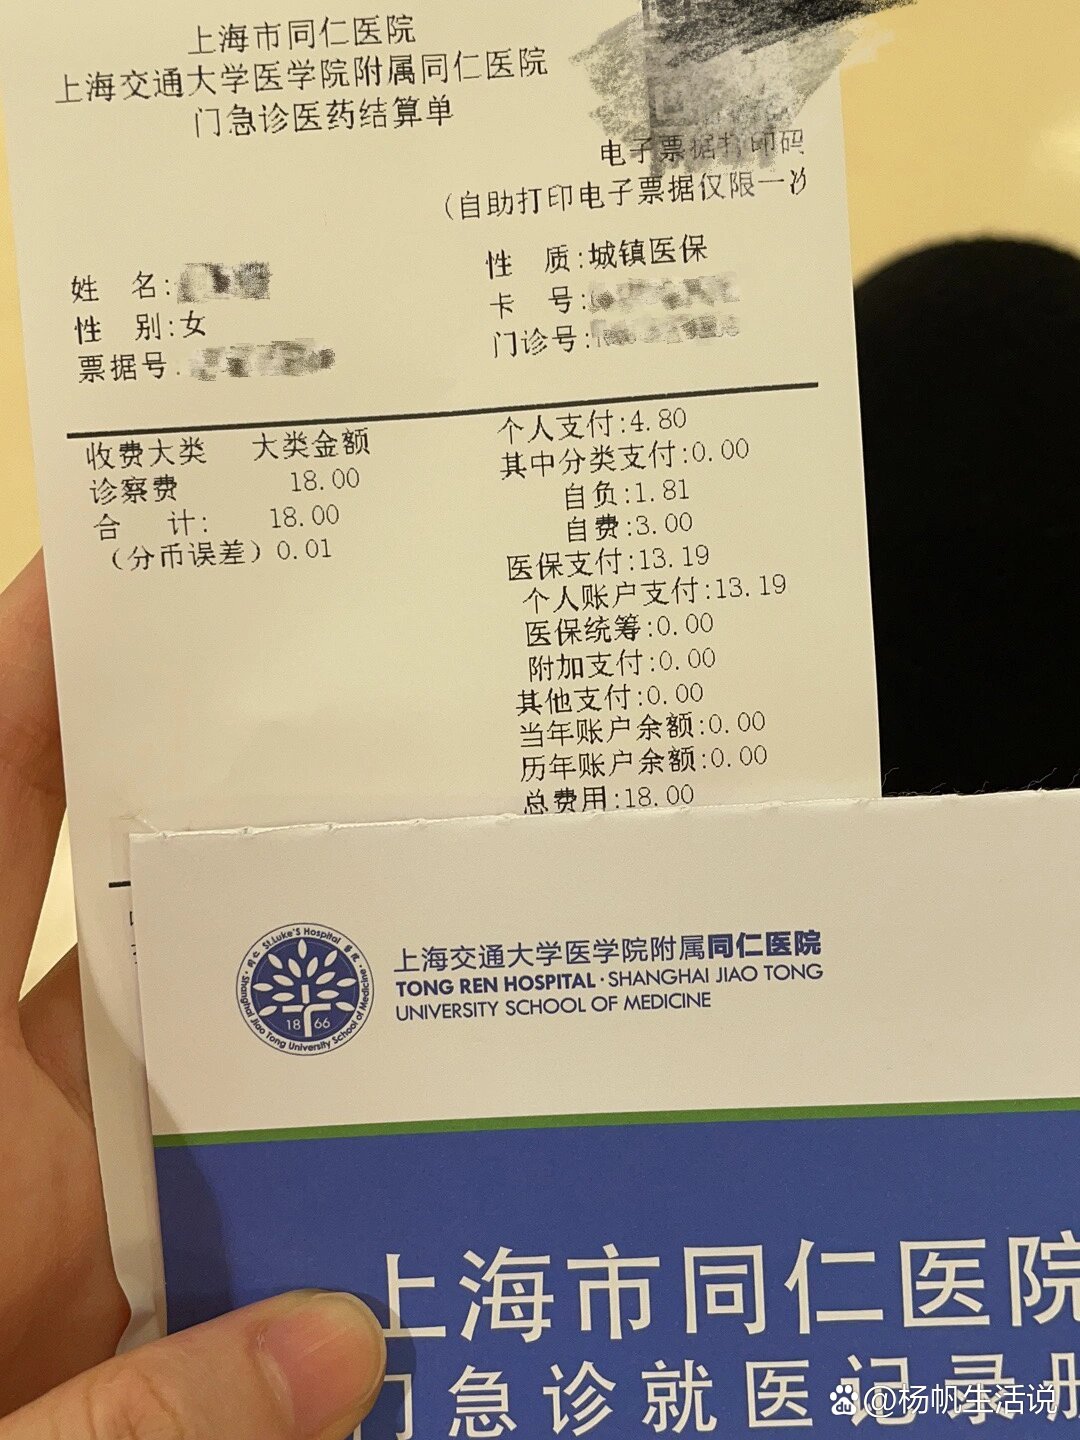 上海市同仁医院
上海交通大学医学院附属同仁医院
门急诊医药结算单
电子票据打印码
(自助打印电子票据仅限一
姓 名:
性 别:女
票据号
性 质:城镇医保
卡 号:
门诊号:
收费大类 大类金额
诊察费 18.00
合 计: 18.00
(分币误差)0.01
个人支付:4.80
其中分类支付:0.00
自负:1.81
自费:3.00
医保支付:13.19
个人账户支付:13.19
医保统筹:0.00
附加支付:0.00
其他支付:0.00
当年账户余额:0.00
历年账户余额:0.00
总费用:18.00
同仁 · St.Luke's Hospital
Shanghai Jiao Tong University School of Medicine
1866
上海交通大学医学院附属同仁医院
TONG REN HOSPITAL·SHANGHAI JIAO TONG
UNIVERSITY SCHOOL OF MEDICINE
上海市同仁医院
门急诊就医记录册
@杨帆生活说